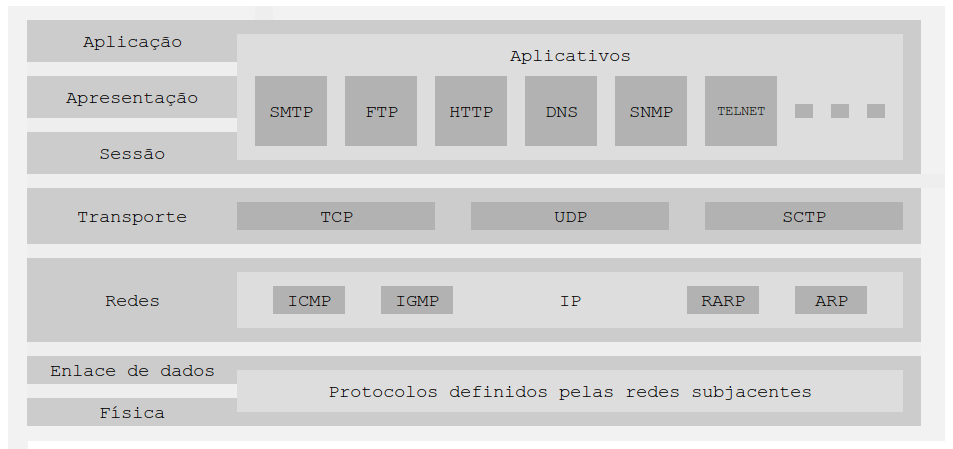 Aplicação
Aplicativos
Apresentação
SMTP FTP HTTP DNS SNMP TELNET
Sessão
Transporte TCP UDP SCTP
Redes ICMP IGMP IP RARP ARP
Enlace de dados
Protocolos definidos pelas redes subjacentes
Física